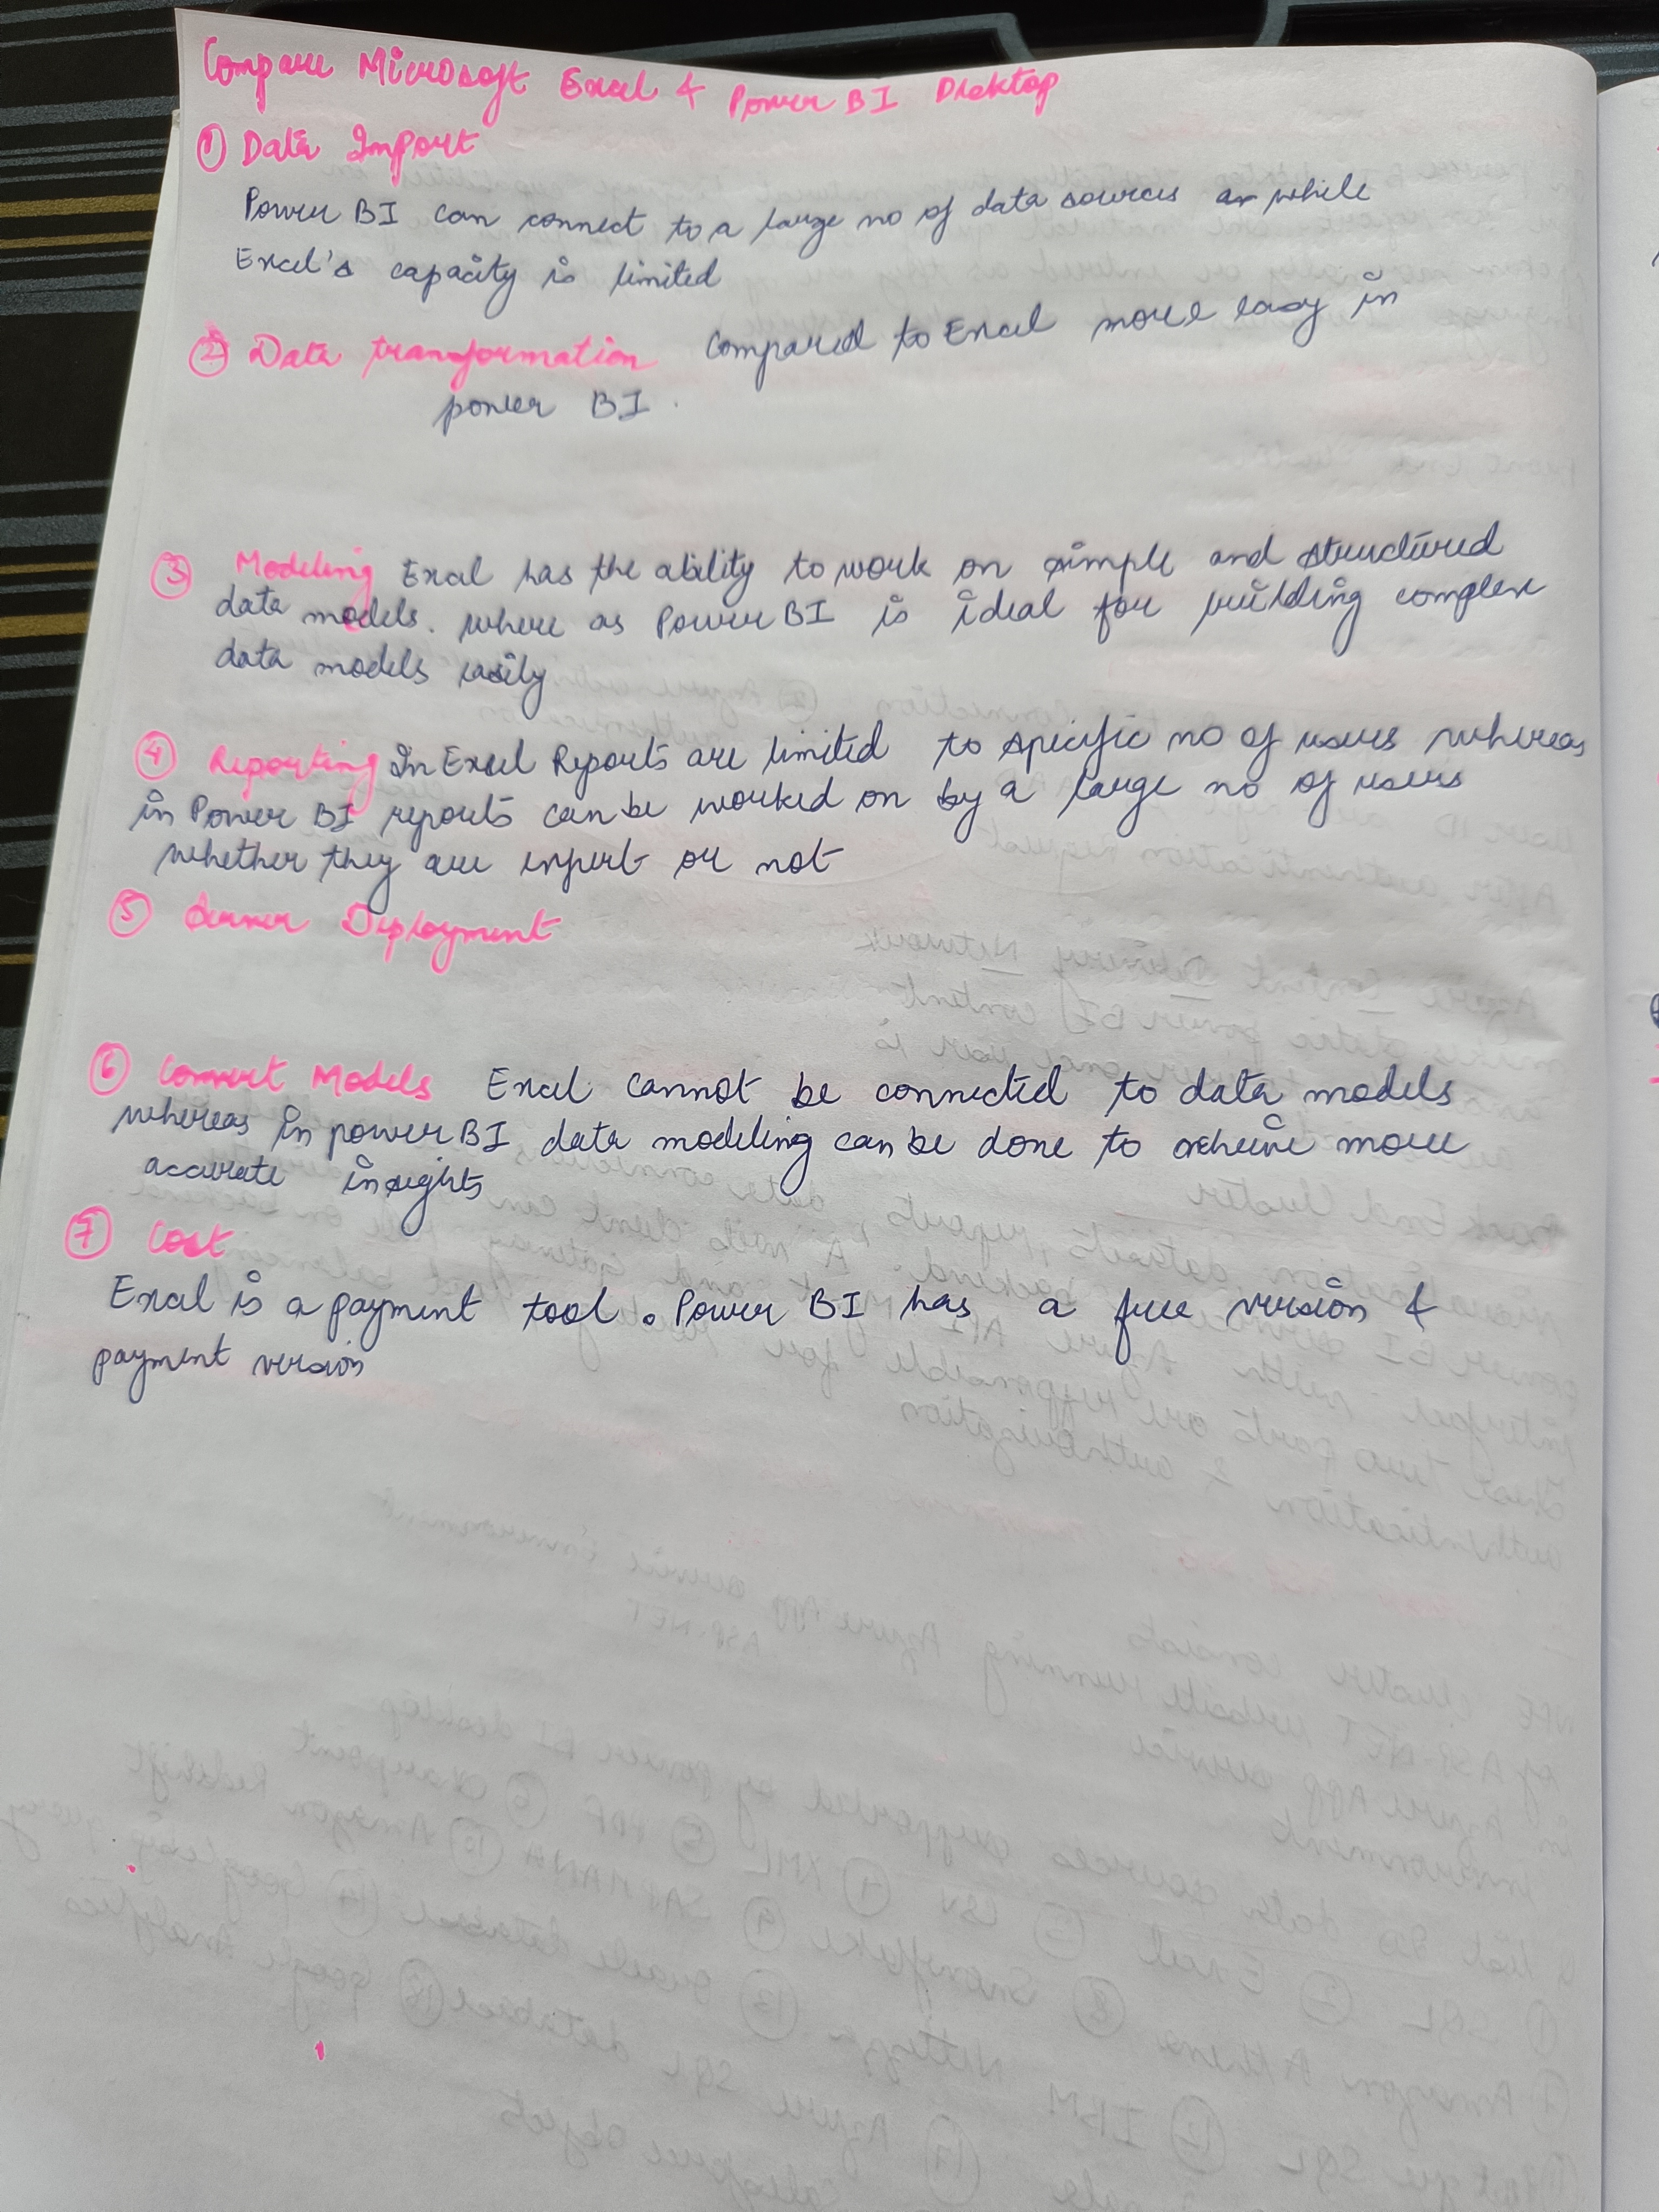 Compare Microsoft Excel & Power BI Desktop
① Data Import
Power BI can connect to a large no of data sources while
Excel's capacity is limited
② Data transformation Compared to Excel more easy in
power BI.
③ Modeling Excel has the ability to work on simple and structured
data models. where as Power BI is ideal for building complex
data models easily
④ Reporting In Excel Reports are limited to specific no of users whereas
in Power BI reports can be worked on by a large no of users
whether they are expert or not
⑤ Server Deployment
⑥ Convert Models Excel cannot be connected to data models
whereas in power BI data modeling can be done to more
accurate insights
⑦ Cost
Excel is a payment tool. Power BI has a free version &
payment version